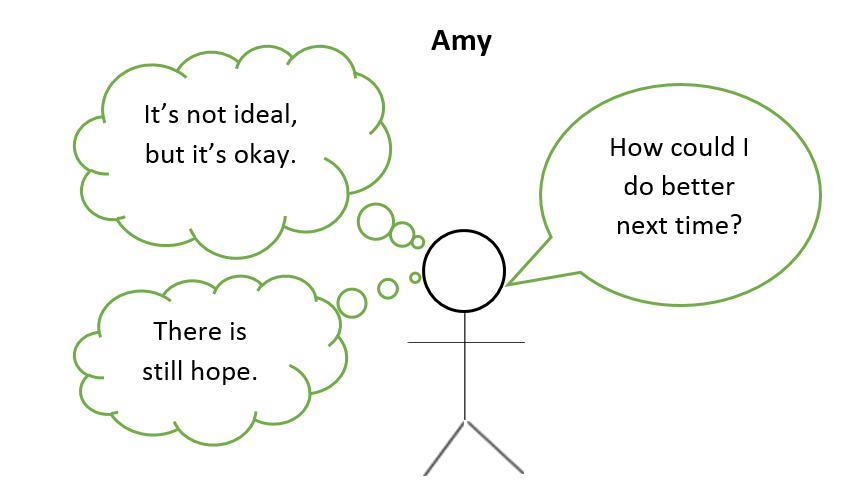 Amy
It’s not ideal,
but it’s okay.
There is
still hope.
How could I
do better
next time?